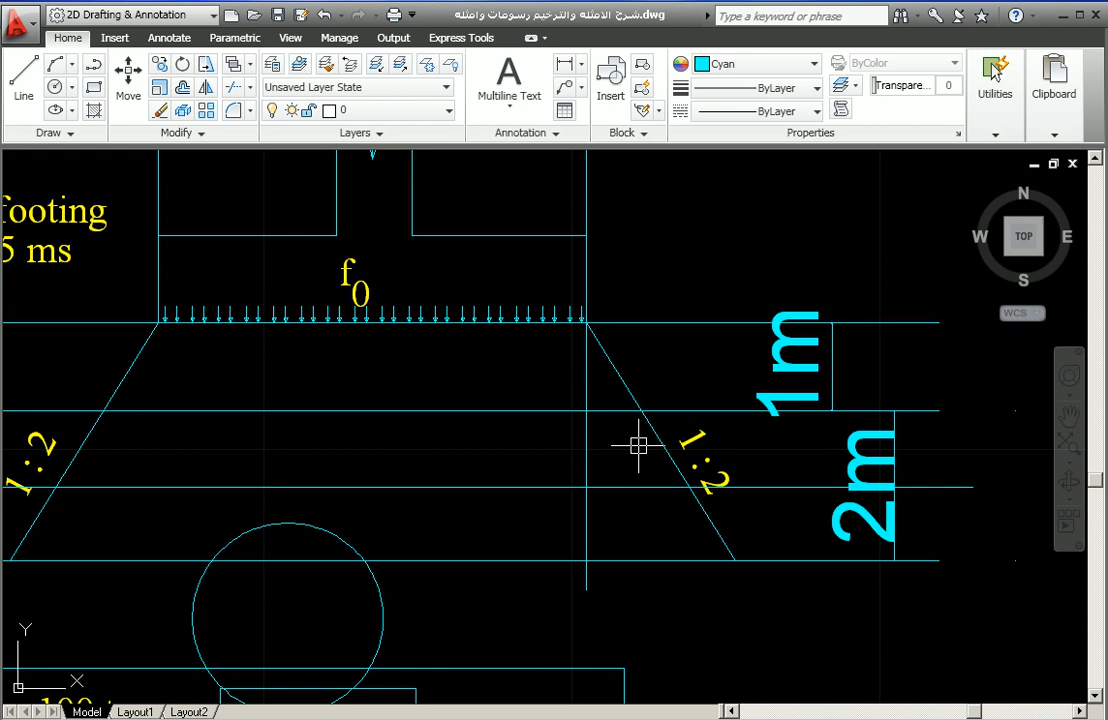 2D Drafting & Annotation
شرح الامثله والترخيم رسومات وامثله.dwg
Type a keyword or phrase
Home Insert Annotate Parametric View Manage Output Express Tools
Line
Move
Unsaved Layer State
0
Multiline Text
Insert
Cyan
ByLayer
ByLayer
ByColor
Transpare... 0
Utilities
Clipboard
Draw Modify Layers Annotation Block Properties
N
W TOP E
S
WCS
footing
5 ms
f0
1m
1:2
1:2
2m
Y
X
Model Layout1 Layout2